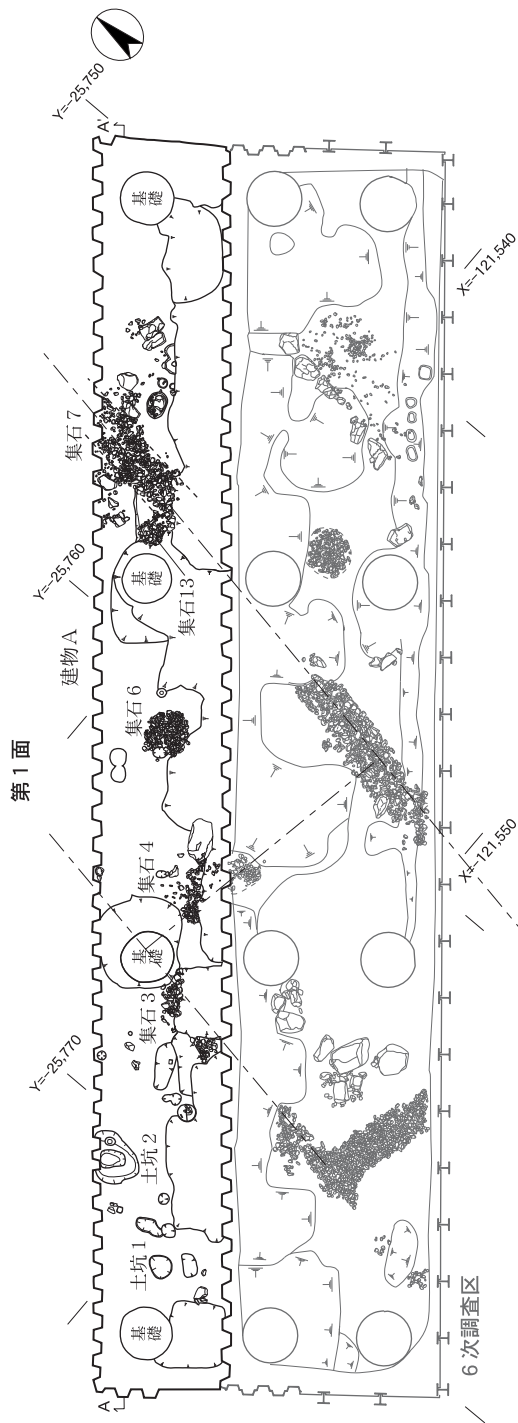 第1面
建物A
A
A'
Y=-25,770
Y=-25,760
Y=-25,750
基礎
基礎
基礎
基礎
土坑1
土坑2
集石3
集石4
集石6
集石13
集石7
X=-121,550
X=-121,540
6次調査区